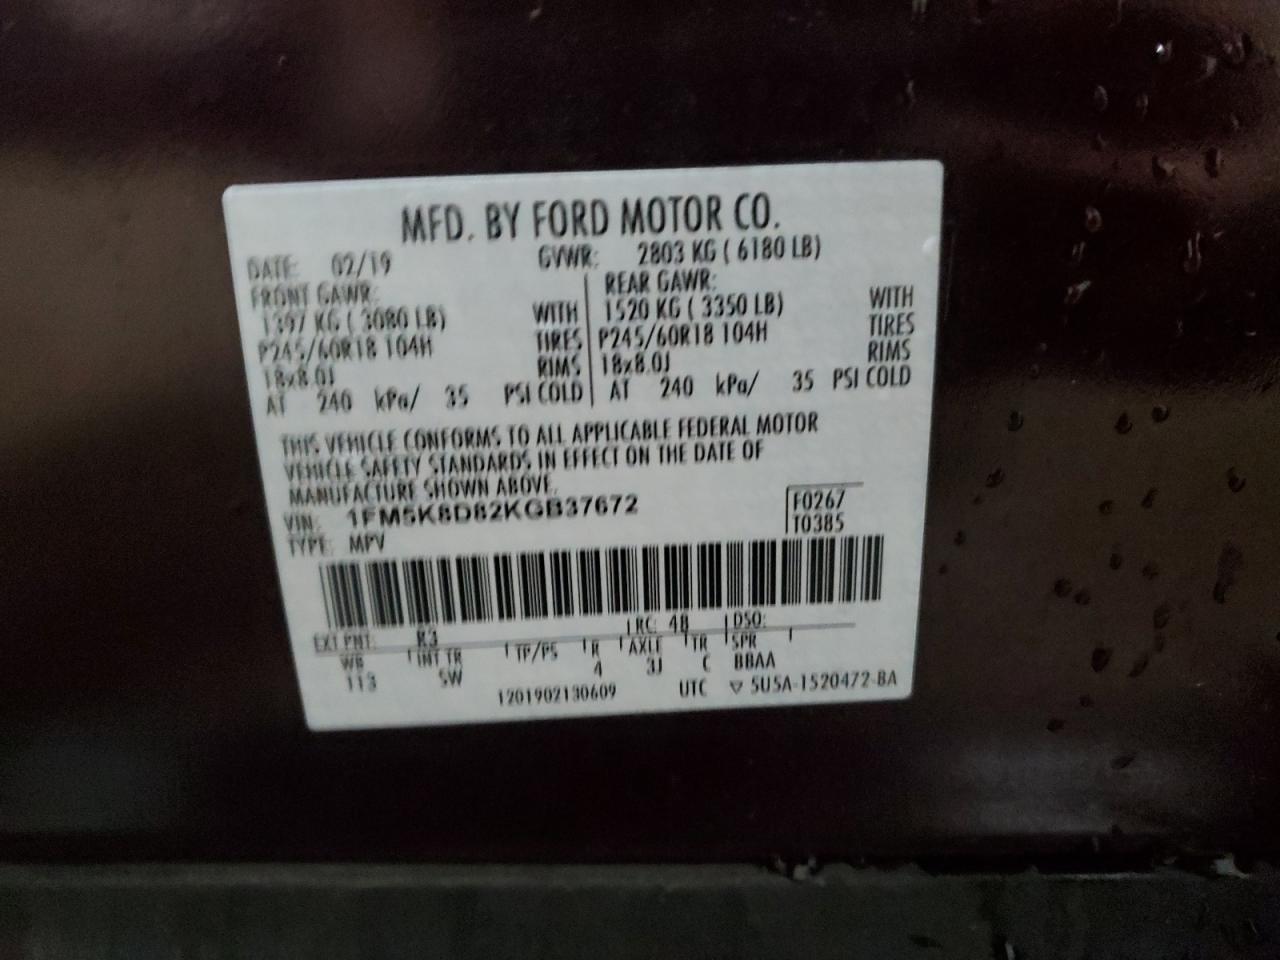 MFD. BY FORD MOTOR CO.
DATE: 02/19 GVWR: 2803 KG ( 6180 LB)
FRONT GAWR: REAR GAWR:
1397 KG ( 3080 LB) WITH 1520 KG ( 3350 LB) WITH
P245/60R18 104H TIRES P245/60R18 104H TIRES
18x8.0J RIMS 18x8.0J RIMS
AT 240 kPa/ 35 PSI COLD AT 240 kPa/ 35 PSI COLD
THIS VEHICLE CONFORMS TO ALL APPLICABLE FEDERAL MOTOR
VEHICLE SAFETY STANDARDS IN EFFECT ON THE DATE OF
MANUFACTURE SHOWN ABOVE.
VIN: 1FM5K8D82KGB37672 F0267
TYPE: MPV T0385
EXT PNT: R3 RC: 48 DSO:
WB INT TR TP/PS R AXLE TR SPR
113 SW 4 3J C BBAA
1201902130609 UTC ▽ 5U5A-1520472-BA